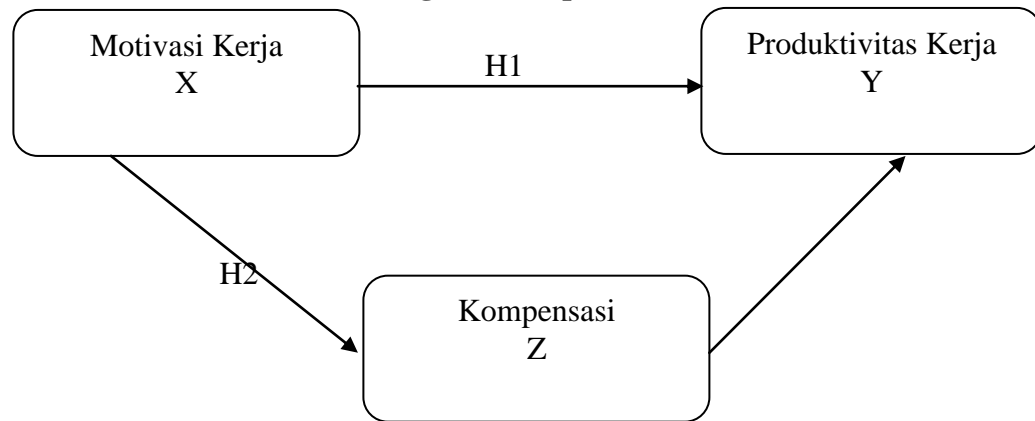 Motivasi Kerja
X
H1
Produktivitas Kerja
Y
H2
Kompensasi
Z